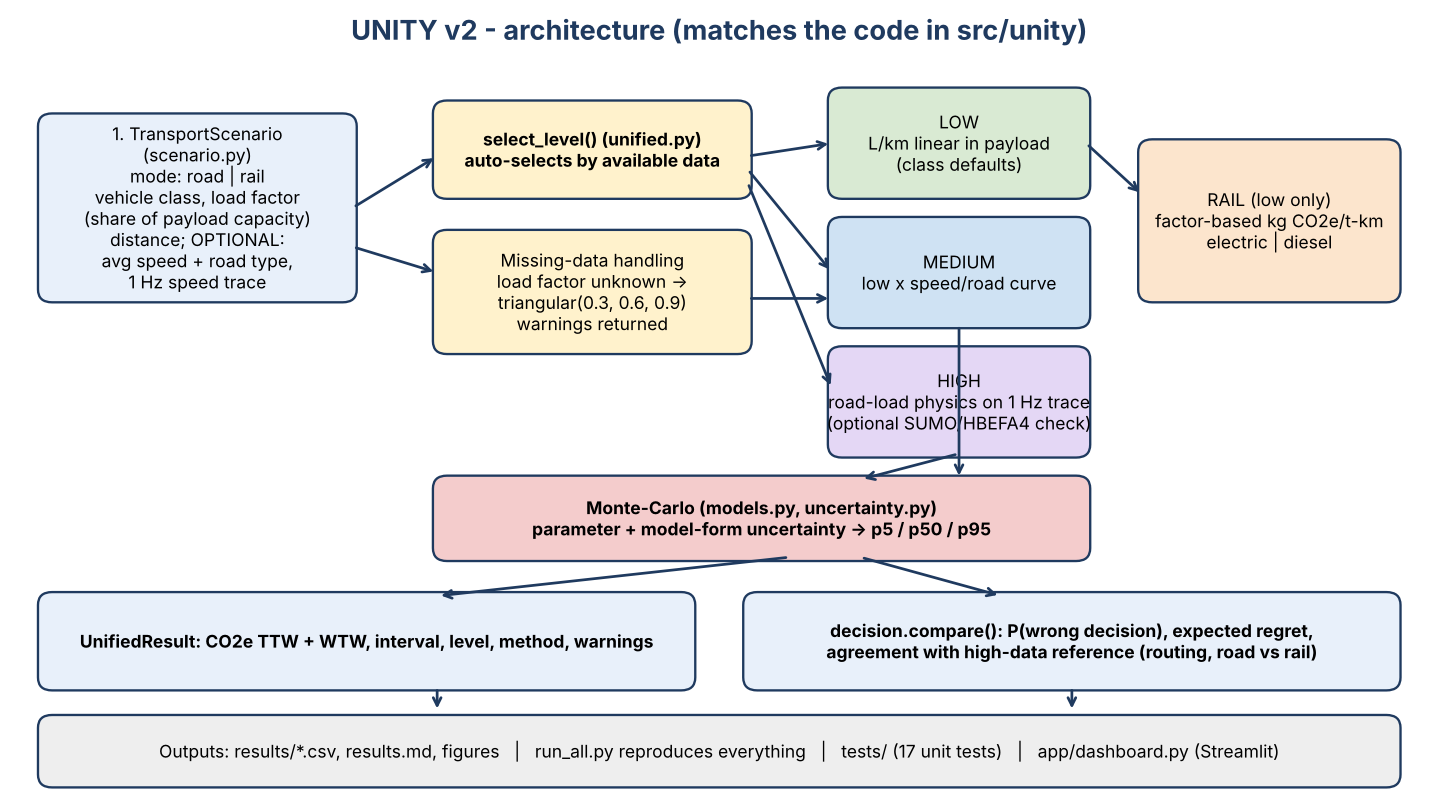 UNITY v2 - architecture (matches the code in src/unity)
1. TransportScenario
(scenario.py)
mode: road | rail
vehicle class, load factor
(share of payload capacity)
distance; OPTIONAL:
avg speed + road type,
1 Hz speed trace
select_level() (unified.py)
auto-selects by available data
Missing-data handling
load factor unknown →
triangular(0.3, 0.6, 0.9)
warnings returned
LOW
L/km linear in payload
(class defaults)
MEDIUM
low x speed/road curve
HIGH
road-load physics on 1 Hz trace
(optional SUMO/HBEFA4 check)
RAIL (low only)
factor-based kg CO2e/t-km
electric | diesel
Monte-Carlo (models.py, uncertainty.py)
parameter + model-form uncertainty → p5 / p50 / p95
UnifiedResult: CO2e TTW + WTW, interval, level, method, warnings
decision.compare(): P(wrong decision), expected regret,
agreement with high-data reference (routing, road vs rail)
Outputs: results/*.csv, results.md, figures | run_all.py reproduces everything | tests/ (17 unit tests) | app/dashboard.py (Streamlit)